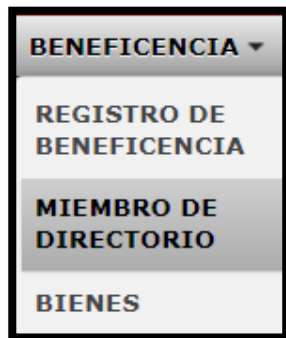 BENEFICENCIA
REGISTRO DE
BENEFICENCIA
MIEMBRO DE
DIRECTORIO
BIENES